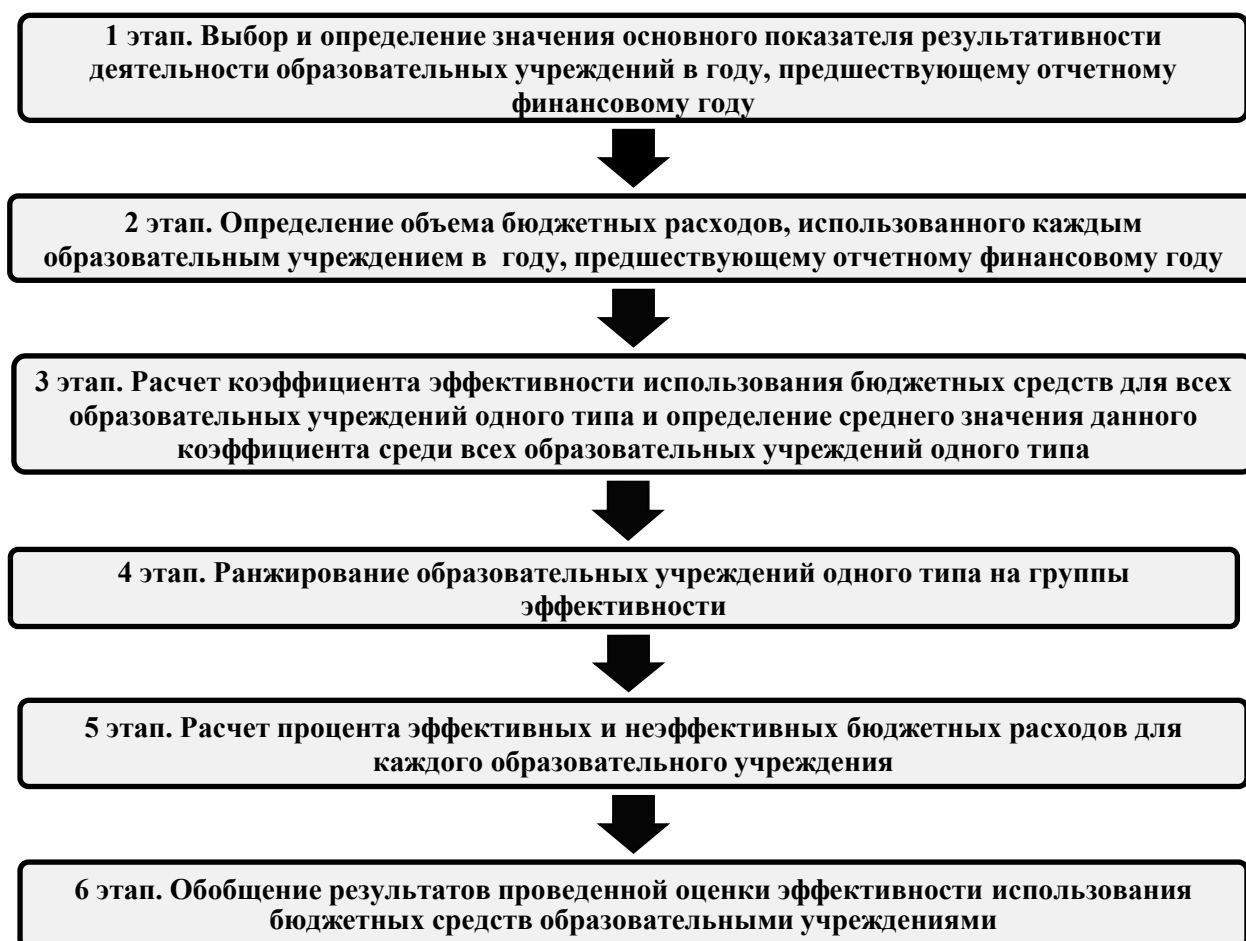 1 этап. Выбор и определение значения основного показателя результативности
деятельности образовательных учреждений в году, предшествующему отчетному
финансовому году
2 этап. Определение объема бюджетных расходов, использованного каждым
образовательным учреждением в году, предшествующему отчетному финансовому году
3 этап. Расчет коэффициента эффективности использования бюджетных средств для всех
образовательных учреждений одного типа и определение среднего значения данного
коэффициента среди всех образовательных учреждений одного типа
4 этап. Ранжирование образовательных учреждений одного типа на группы
эффективности
5 этап. Расчет процента эффективных и неэффективных бюджетных расходов для
каждого образовательного учреждения
6 этап. Обобщение результатов проведенной оценки эффективности использования
бюджетных средств образовательными учреждениями